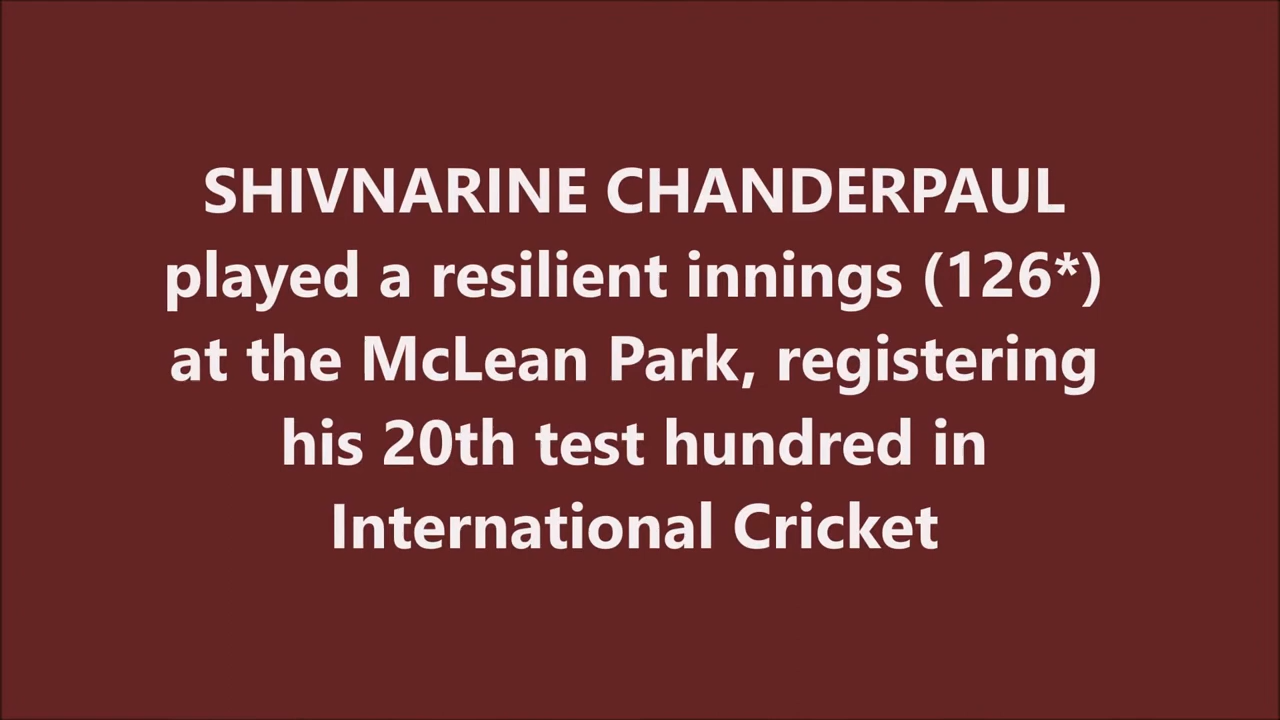 SHIVNARINE CHANDERPAUL
played a resilient innings (126*)
at the McLean Park, registering
his 20th test hundred in
International Cricket